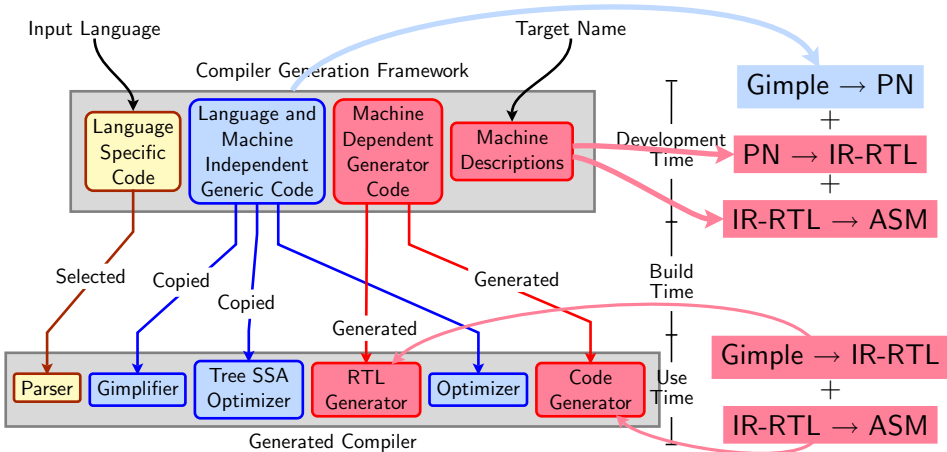 Input Language
Target Name
Compiler Generation Framework
Language
Specific
Code
Language and
Machine
Independent
Generic Code
Machine
Dependent
Generator
Code
Machine
Descriptions
Development
Time
Gimple → PN
+
PN → IR-RTL
+
IR-RTL → ASM
Selected
Copied
Copied
Generated
Generated
Build
Time
Parser
Gimplifier
Tree SSA
Optimizer
RTL
Generator
Optimizer
Code
Generator
Use
Time
Gimple → IR-RTL
+
IR-RTL → ASM
Generated Compiler